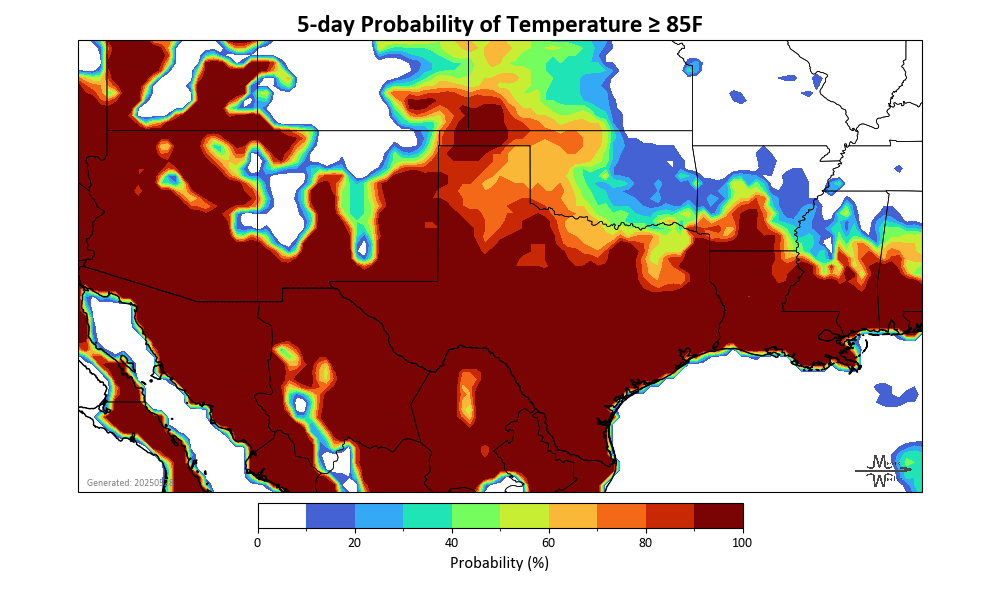 5-day Probability of Temperature ≥ 85F
M
W
0 20 40 60 80 100
Probability (%)